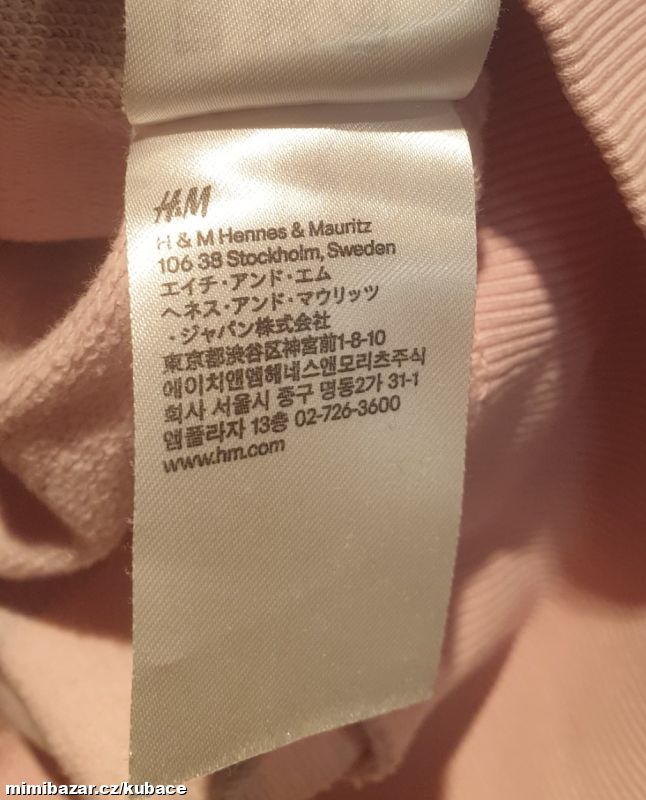 H&M
H & M Hennes & Mauritz
106 38 Stockholm, Sweden
エイチ・アンド・エム
ヘネス・アンド・マウリッツ
・ジャパン株式会社
東京都渋谷区神宮前1-8-10
에이치앤엠헤네스앤모리츠주식
회사 서울시 중구 명동2가 31-1
앰플라자 13층 02-726-3600
www.hm.com
mimibazar.cz/kubace